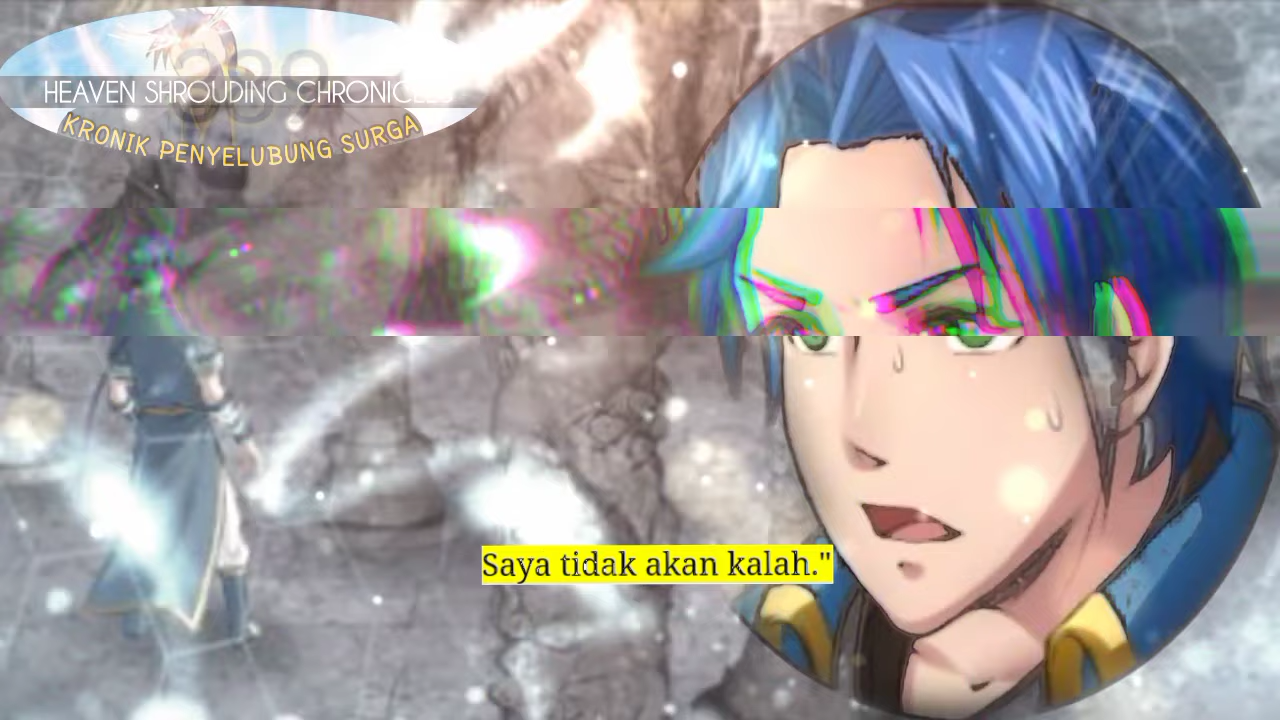 HEAVEN SHROUDING CHRONICLES
KRONIK PENYELUBUNG SURGA
Saya tidak akan kalah."